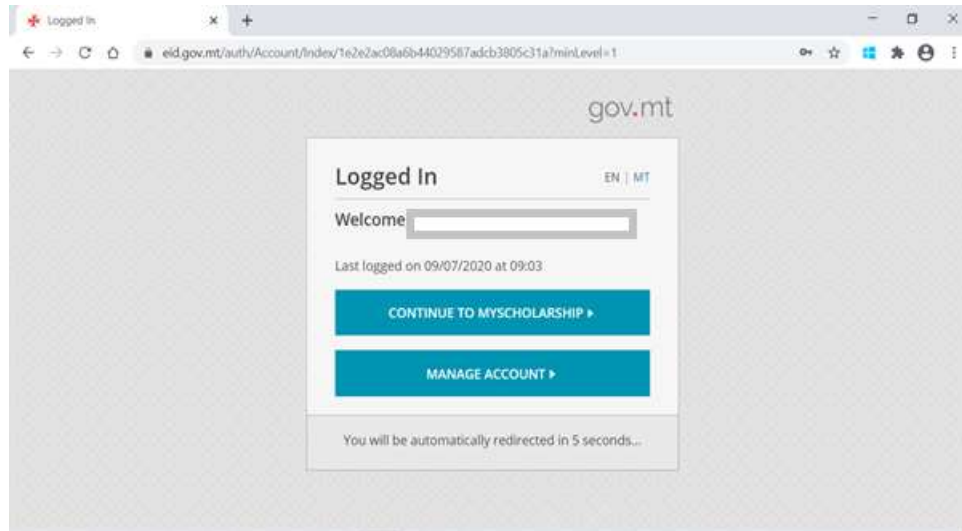 Logged In
eid.gov.mt/auth/Account/Index/1e2e2ac08a6b44029587adcb3805c31a?minLevel=1
gov.mt
Logged In
EN | MT
Welcome
Last logged on 09/07/2020 at 09:03
CONTINUE TO MYSCHOLARSHIP
MANAGE ACCOUNT
You will be automatically redirected in 5 seconds...